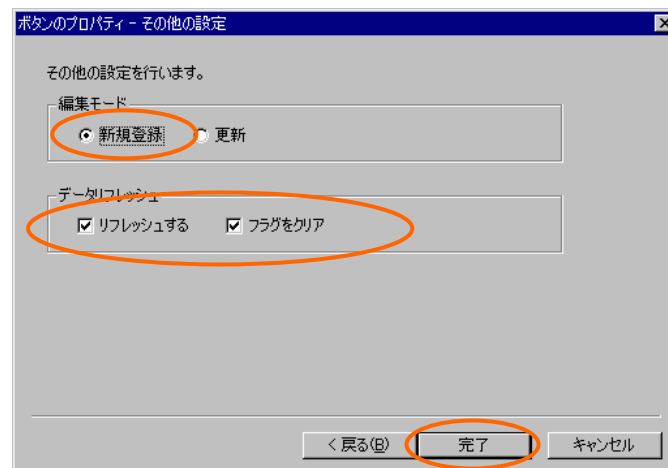 ボタンのプロパティ - その他の設定
その他の設定を行います。
編集モード
新規登録 更新
データリフレッシュ
リフレッシュする フラグをクリア
< 戻る(B) 完了 キャンセル